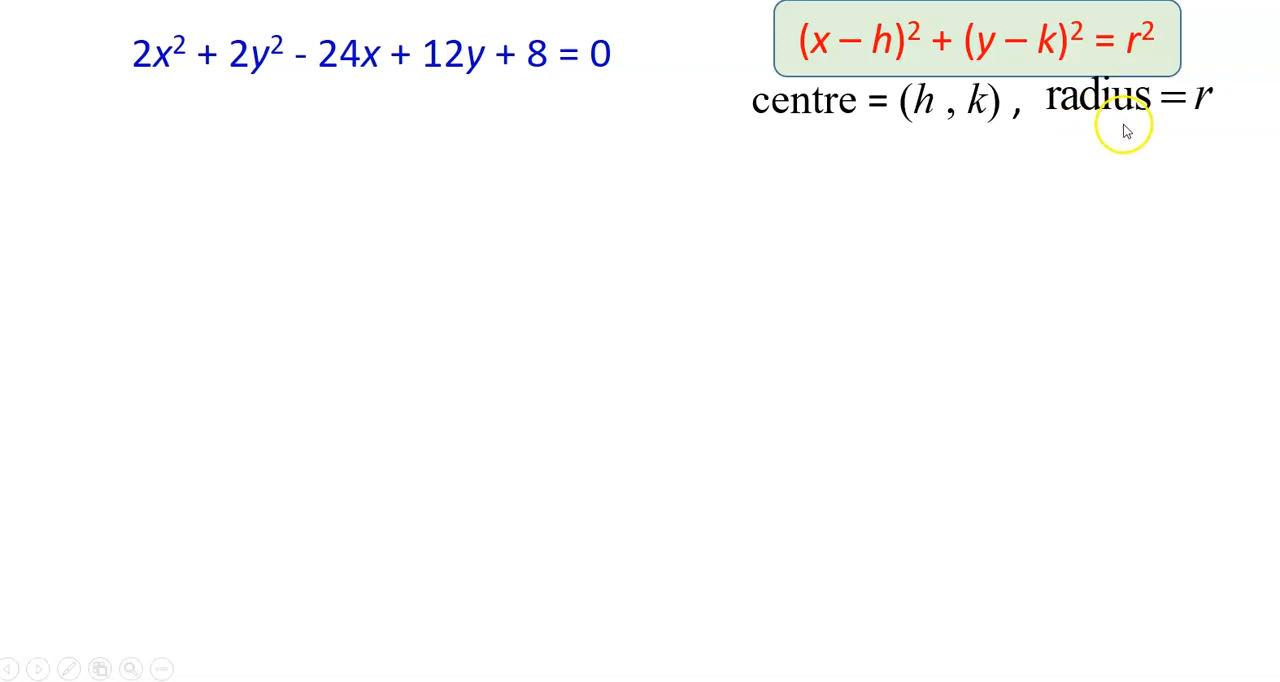 2x² + 2y² - 24x + 12y + 8 = 0
(x – h)² + (y – k)² = r²
centre = (h , k) , radius = r